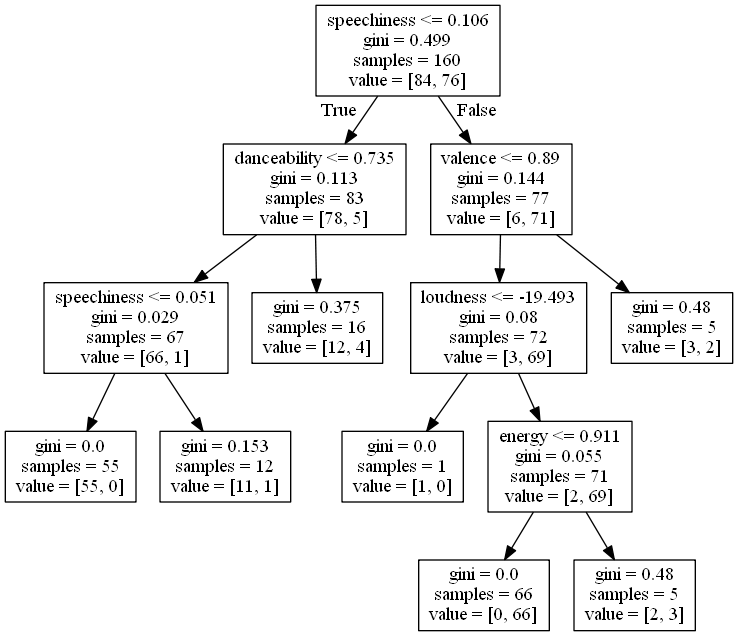 speechiness <= 0.106
gini = 0.499
samples = 160
value = [84, 76]
True
False
danceability <= 0.735
gini = 0.113
samples = 83
value = [78, 5]
valence <= 0.89
gini = 0.144
samples = 77
value = [6, 71]
speechiness <= 0.051
gini = 0.029
samples = 67
value = [66, 1]
gini = 0.375
samples = 16
value = [12, 4]
loudness <= -19.493
gini = 0.08
samples = 72
value = [3, 69]
gini = 0.48
samples = 5
value = [3, 2]
gini = 0.0
samples = 55
value = [55, 0]
gini = 0.153
samples = 12
value = [11, 1]
gini = 0.0
samples = 1
value = [1, 0]
energy <= 0.911
gini = 0.055
samples = 71
value = [2, 69]
gini = 0.0
samples = 66
value = [0, 66]
gini = 0.48
samples = 5
value = [2, 3]